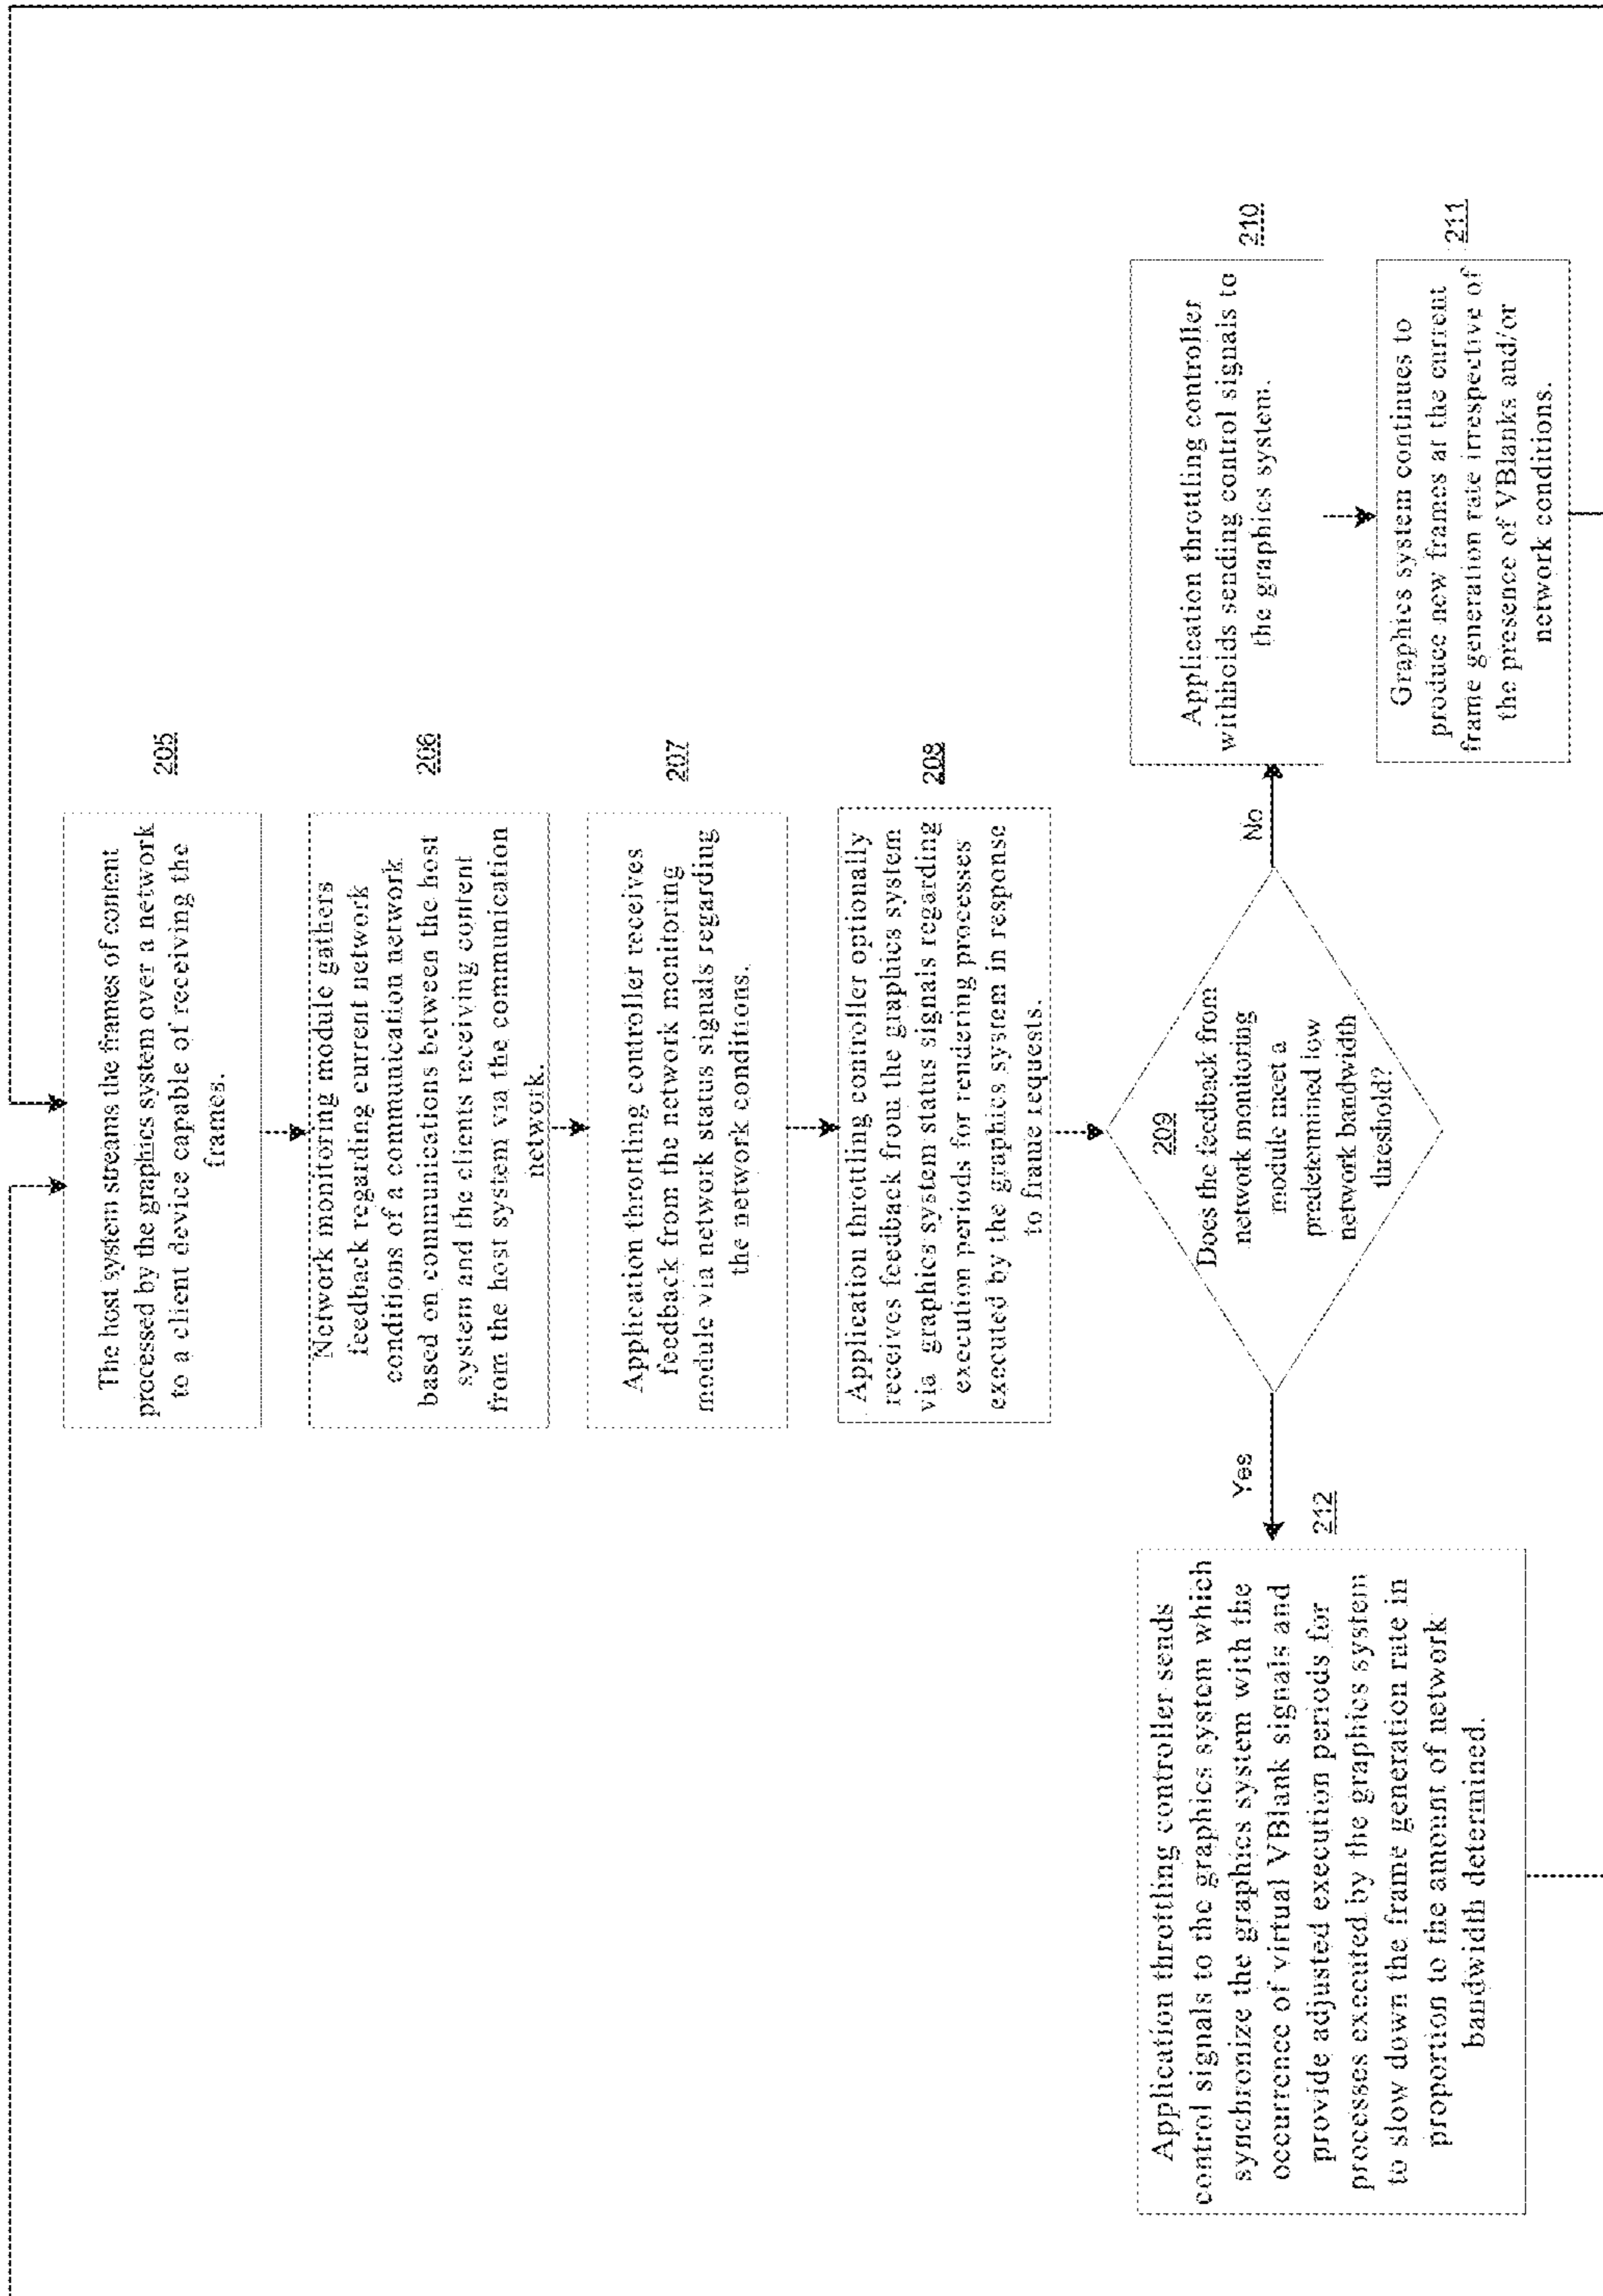 205
The host system streams the frames of content
processed by the graphics system over a network
to a client device capable of receiving the
frames.
206
Network monitoring module gathers
feedback regarding current network
conditions of a communication network
based on communications between the host
system and the clients receiving content
from the host system via the communication
network.
207
Application throttling controller receives
feedback from the network monitoring
module via network status signals regarding
the network conditions.
208
Application throttling controller optionally
receives feedback from the graphics system
via graphics system status signals regarding
execution periods for rendering processes
executed by the graphics system in response
to frame requests.
209
Does the feedback from
network monitoring
module meet a
predetermined low
network bandwidth
threshold?
Yes
No
212
Application throttling controller sends
control signals to the graphics system which
synchronize the graphics system with the
occurrence of virtual VBlank signals and
provide adjusted execution periods for
processes executed by the graphics system
to slow down the frame generation rate in
proportion to the amount of network
bandwidth determined.
210
Application throttling controller
withholds sending control signals to
the graphics system.
211
Graphics system continues to
produce new frames at the current
frame generation rate irrespective of
the presence of VBlanks and/or
network conditions.